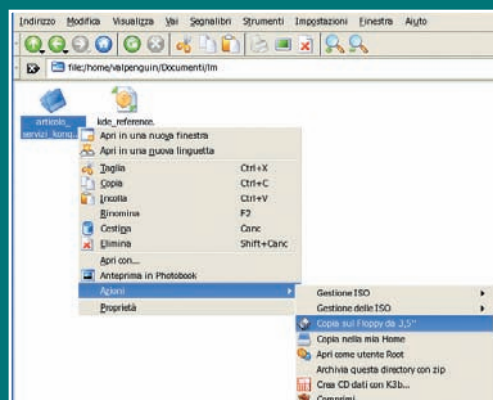 Indirizzo Modifica Visualizza Vai Segnalibri Strumenti Impostazioni Finestra Aiuto
file:/home/valpenguin/Documenti/lm
articolo_ kde_reference.
servizi_konq...
Apri in una nuova finestra
Apri in una nuova linguetta
Taglia Ctrl+X
Copia Ctrl+C
Incolla Ctrl+V
Rinomina F2
Cestina Canc
Elimina Shift+Canc
Apri con...
Anteprima in Photobook
Azioni
Proprietà
Gestione ISO
Gestione delle ISO
Copia sul Floppy da 3,5"
Copia nella mia Home
Apri come utente Root
Archivia questa directory con zip
Crea CD dati con K3b...
Comprimi